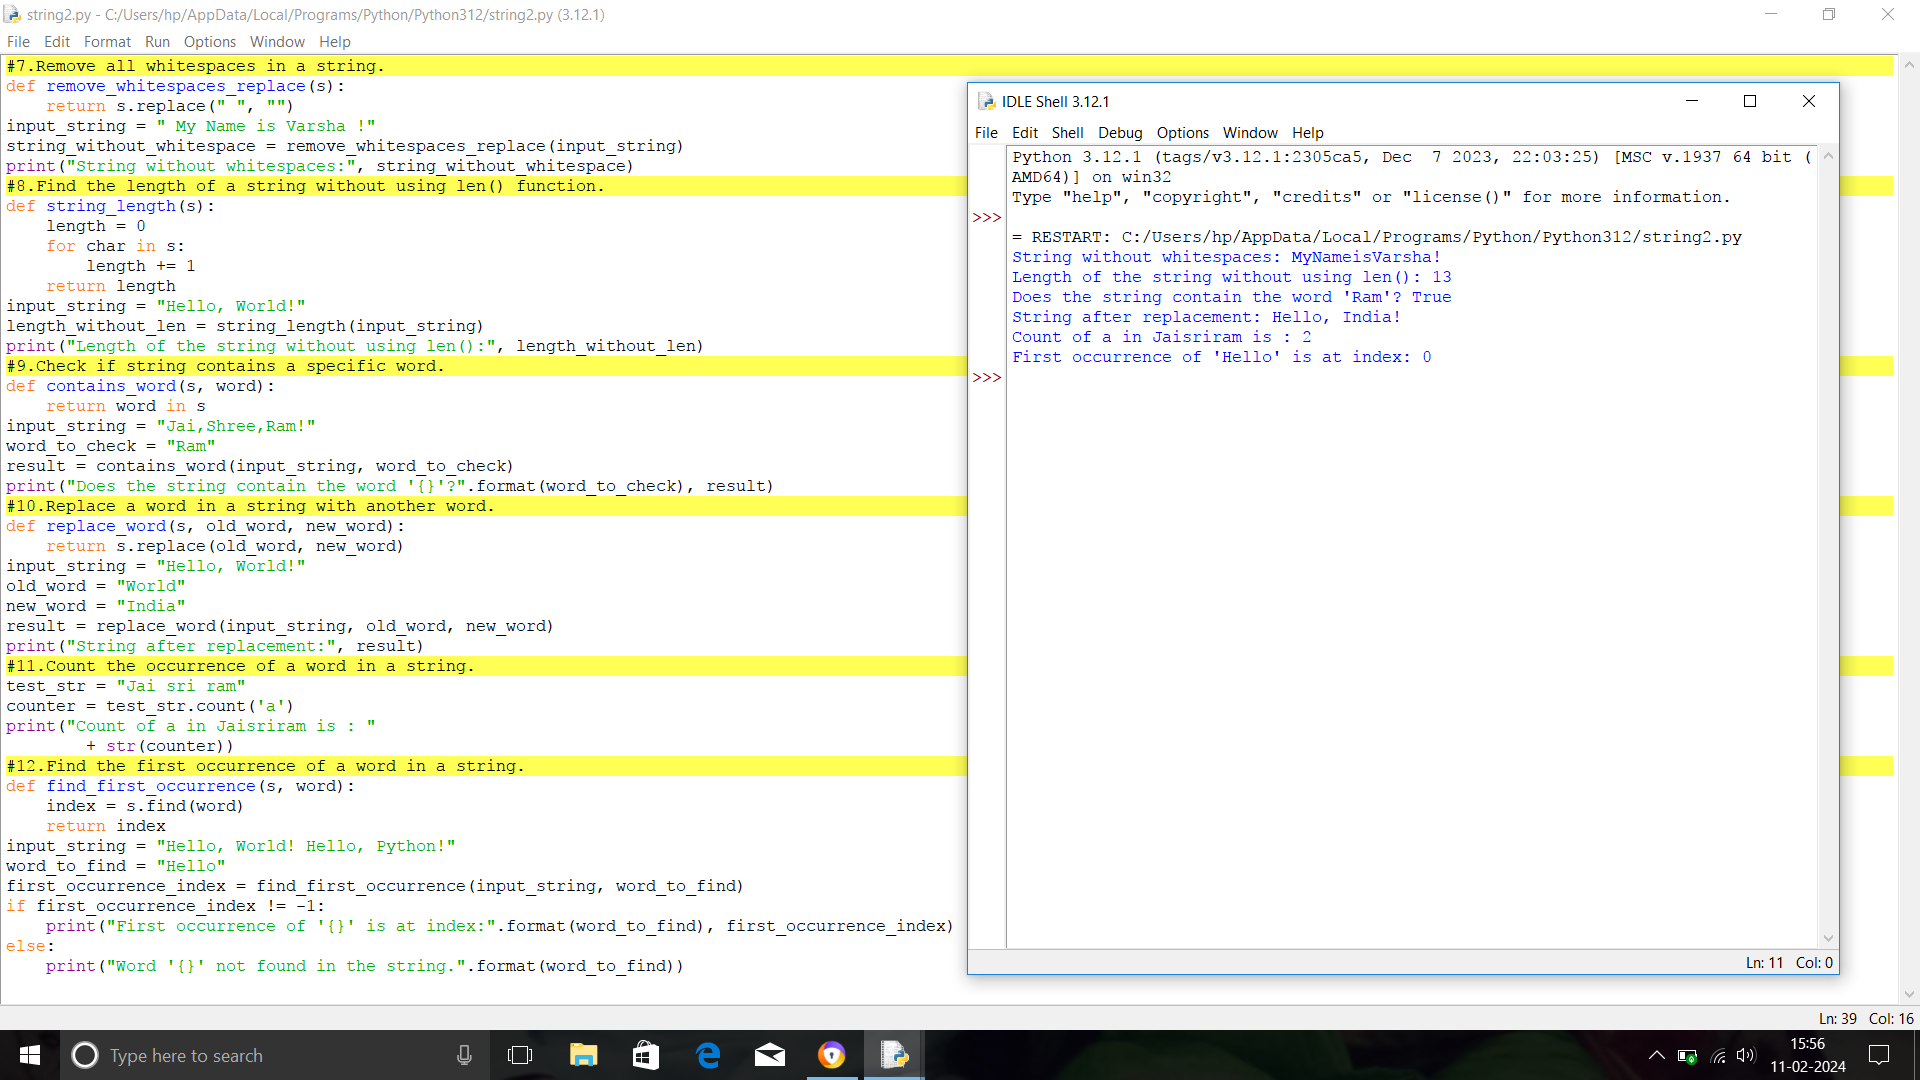 string2.py - C:/Users/hp/AppData/Local/Programs/Python/Python312/string2.py (3.12.1)
File Edit Format Run Options Window Help
#7.Remove all whitespaces in a string.
def remove_whitespaces_replace(s):
    return s.replace(" ", "")
input_string = " My Name is Varsha !"
string_without_whitespace = remove_whitespaces_replace(input_string)
print("String without whitespaces:", string_without_whitespace)
#8.Find the length of a string without using len() function.
def string_length(s):
    length = 0
    for char in s:
        length += 1
    return length
input_string = "Hello, World!"
length_without_len = string_length(input_string)
print("Length of the string without using len():", length_without_len)
#9.Check if string contains a specific word.
def contains_word(s, word):
    return word in s
input_string = "Jai,Shree,Ram!"
word_to_check = "Ram"
result = contains_word(input_string, word_to_check)
print("Does the string contain the word '{}'?".format(word_to_check), result)
#10.Replace a word in a string with another word.
def replace_word(s, old_word, new_word):
    return s.replace(old_word, new_word)
input_string = "Hello, World!"
old_word = "World"
new_word = "India"
result = replace_word(input_string, old_word, new_word)
print("String after replacement:", result)
#11.Count the occurrence of a word in a string.
test_str = "Jai sri ram"
counter = test_str.count('a')
print("Count of a in Jaisriram is : "
        + str(counter))
#12.Find the first occurrence of a word in a string.
def find_first_occurrence(s, word):
    index = s.find(word)
    return index
input_string = "Hello, World! Hello, Python!"
word_to_find = "Hello"
first_occurrence_index = find_first_occurrence(input_string, word_to_find)
if first_occurrence_index != -1:
    print("First occurrence of '{}' is at index:".format(word_to_find), first_occurrence_index)
else:
    print("Word '{}' not found in the string.".format(word_to_find))
IDLE Shell 3.12.1
File Edit Shell Debug Options Window Help
Python 3.12.1 (tags/v3.12.1:2305ca5, Dec  7 2023, 22:03:25) [MSC v.1937 64 bit (
AMD64)] on win32
Type "help", "copyright", "credits" or "license()" for more information.
>>>
= RESTART: C:/Users/hp/AppData/Local/Programs/Python/Python312/string2.py
String without whitespaces: MyNameisVarsha!
Length of the string without using len(): 13
Does the string contain the word 'Ram'? True
String after replacement: Hello, India!
Count of a in Jaisriram is : 2
First occurrence of 'Hello' is at index: 0
>>>
Ln: 11 Col: 0
Ln: 39 Col: 16
Type here to search
15:56
11-02-2024